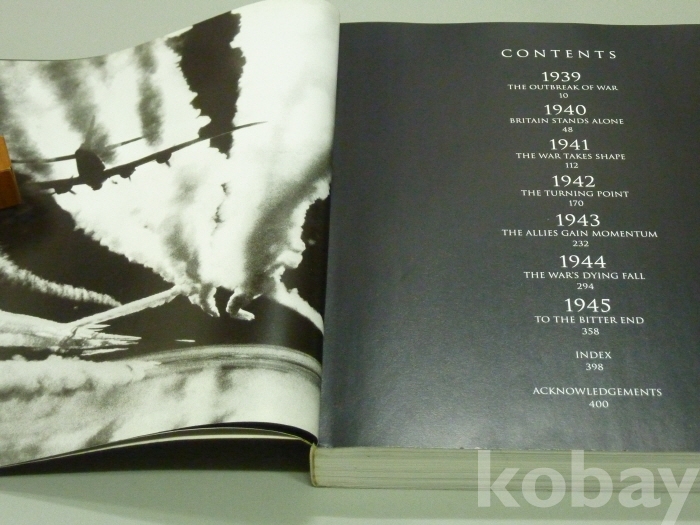 CONTENTS
1939
THE OUTBREAK OF WAR
10
1940
BRITAIN STANDS ALONE
48
1941
THE WAR TAKES SHAPE
112
1942
THE TURNING POINT
170
1943
THE ALLIES GAIN MOMENTUM
232
1944
THE WAR'S DYING FALL
294
1945
TO THE BITTER END
358
INDEX
398
ACKNOWLEDGEMENTS
400
kobay